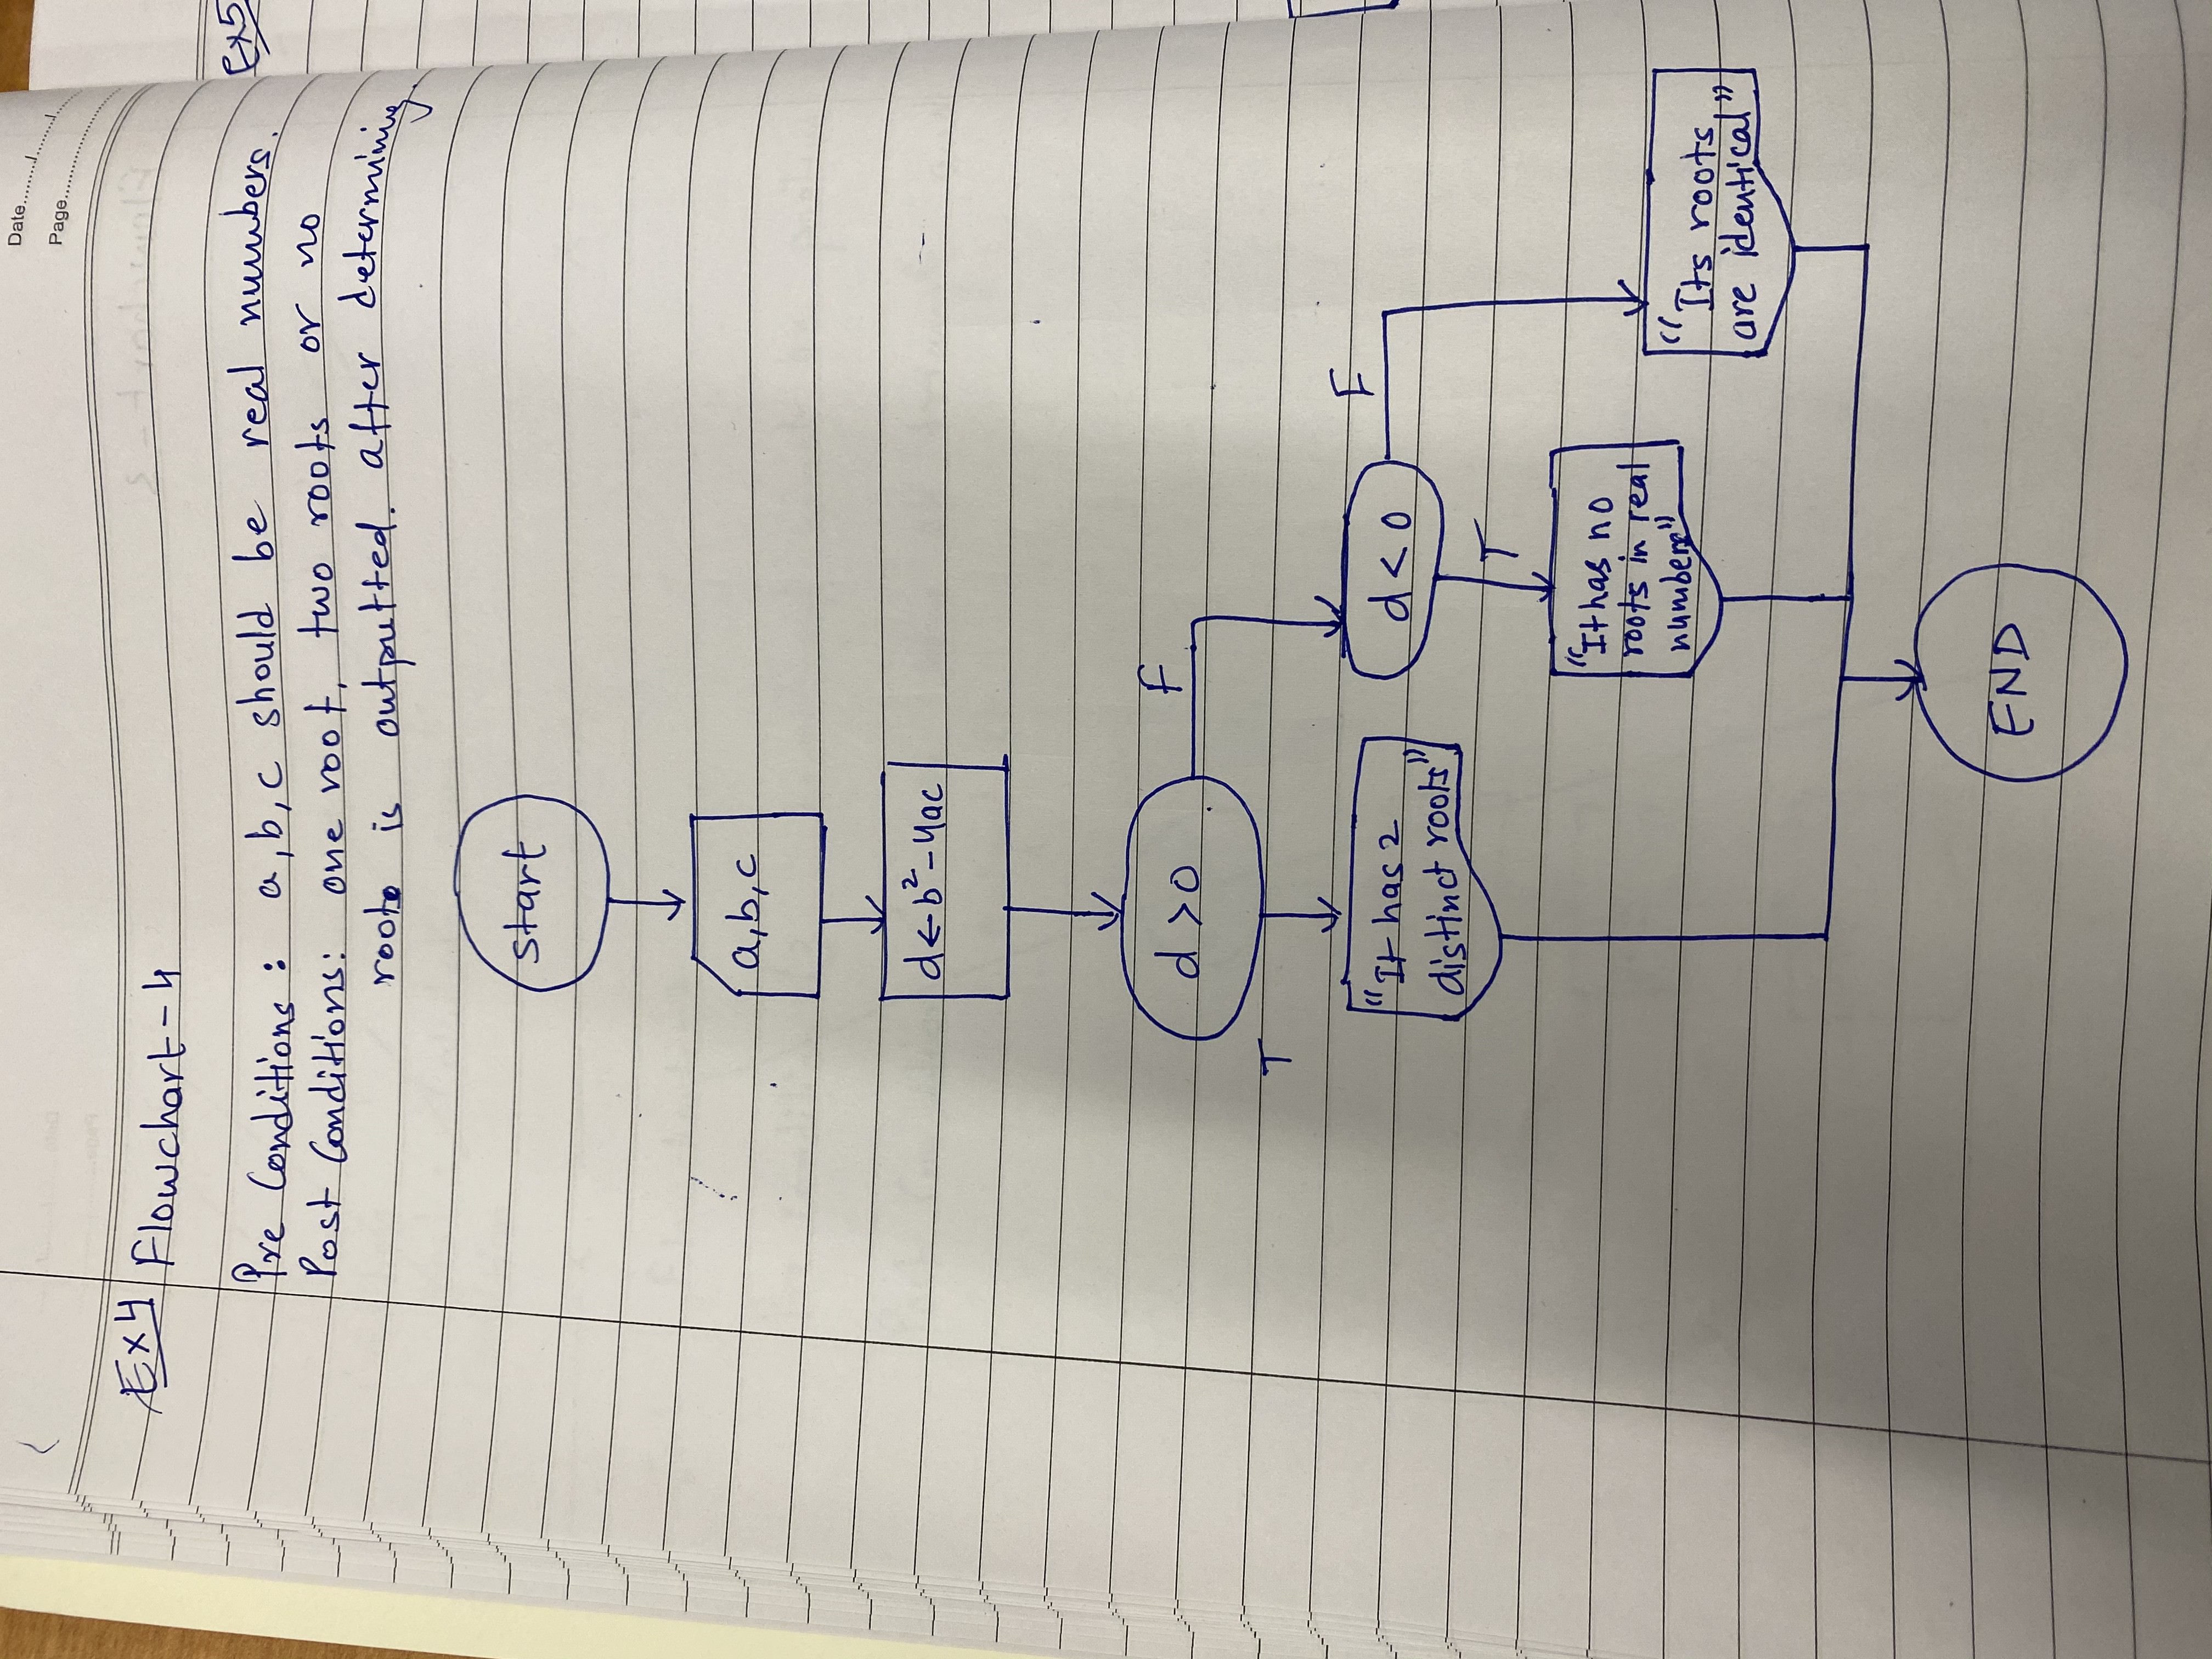 Date......../......../........
Page........................
Ex4
Flowchart-4
Pre Conditions: a,b,c should be real numbers.
Post Conditions: one root, two roots or no
roots is outputted. after determining.
Ex5
start
a,b,c
d←b²-4ac
d>0
F
T
"It has 2
distinct roots"
d<0
F
T
"It has no
roots in real
numbers"
"Its roots
are identical"
END